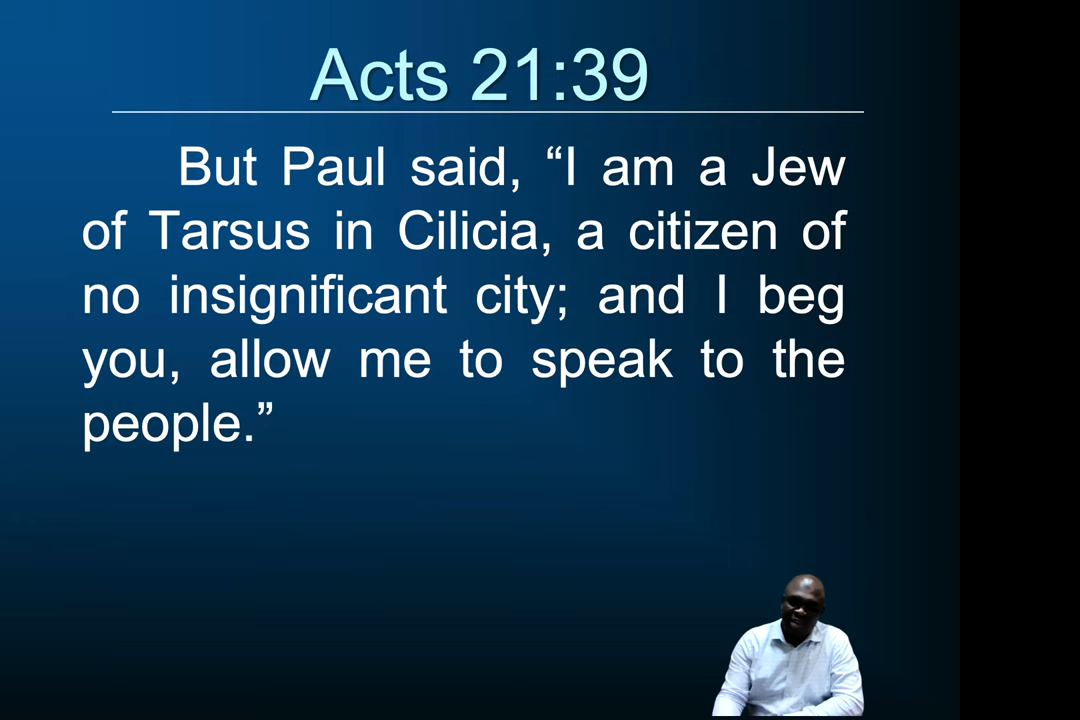 Acts 21:39
But Paul said, “I am a Jew
of Tarsus in Cilicia, a citizen of
no insignificant city; and I beg
you, allow me to speak to the
people.”